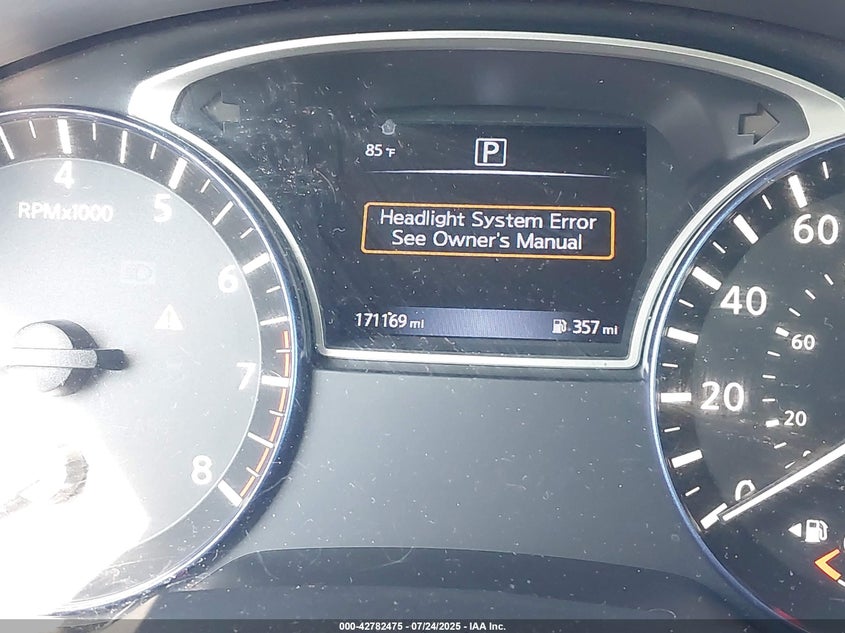 85 °F
P
Headlight System Error
See Owner's Manual
171169 mi
357 mi
4
5
RPMx1000
6
7
8
60
40
60
20
20
0
000-42782475 - 07/24/2025 - IAA Inc.